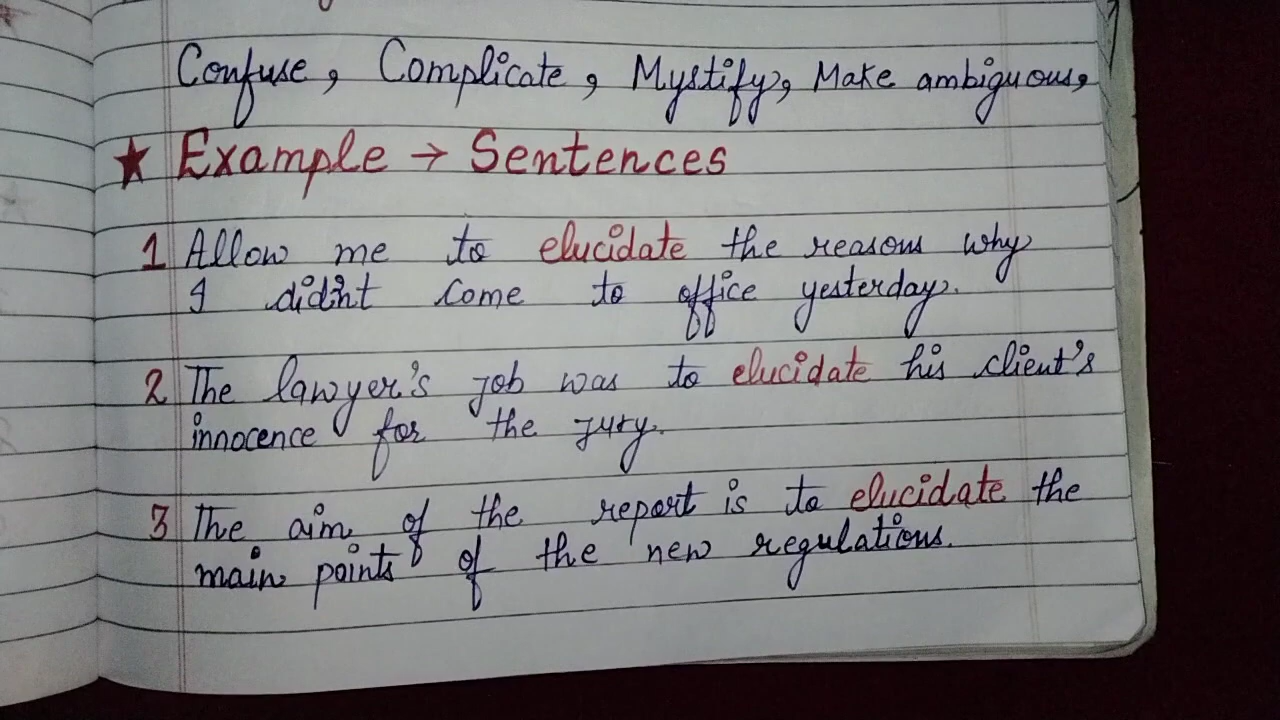 Confuse, Complicate, Mystify, Make ambiguous,
★ Example → Sentences
1 Allow me to elucidate the reasons why
I didn't come to office yesterday.
2 The lawyer's job was to elucidate his client's
innocence for the jury.
3 The aim of the report is to elucidate the
main points of the new regulations.